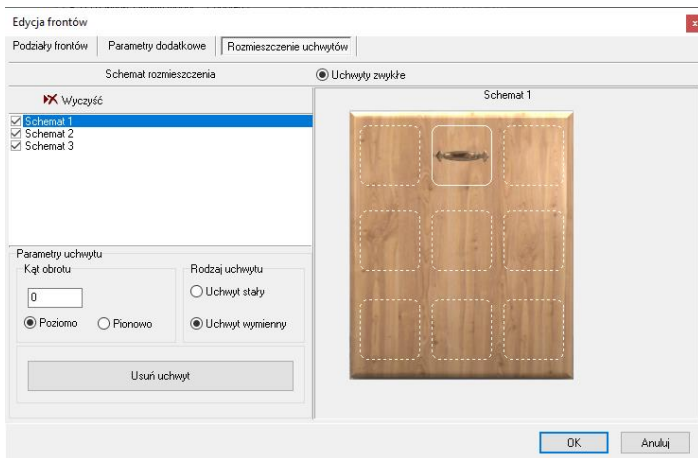 Edycja frontów
x
Podziały frontów
Parametry dodatkowe
Rozmieszczenie uchwytów
Schemat rozmieszczenia
Uchwyty zwykłe
Wyczyść
Schemat 1
Schemat 1
Schemat 2
Schemat 3
Parametry uchwytu
Kąt obrotu
Rodzaj uchwytu
0
Uchwyt stały
Poziomo
Pionowo
Uchwyt wymienny
Usuń uchwyt
OK
Anuluj